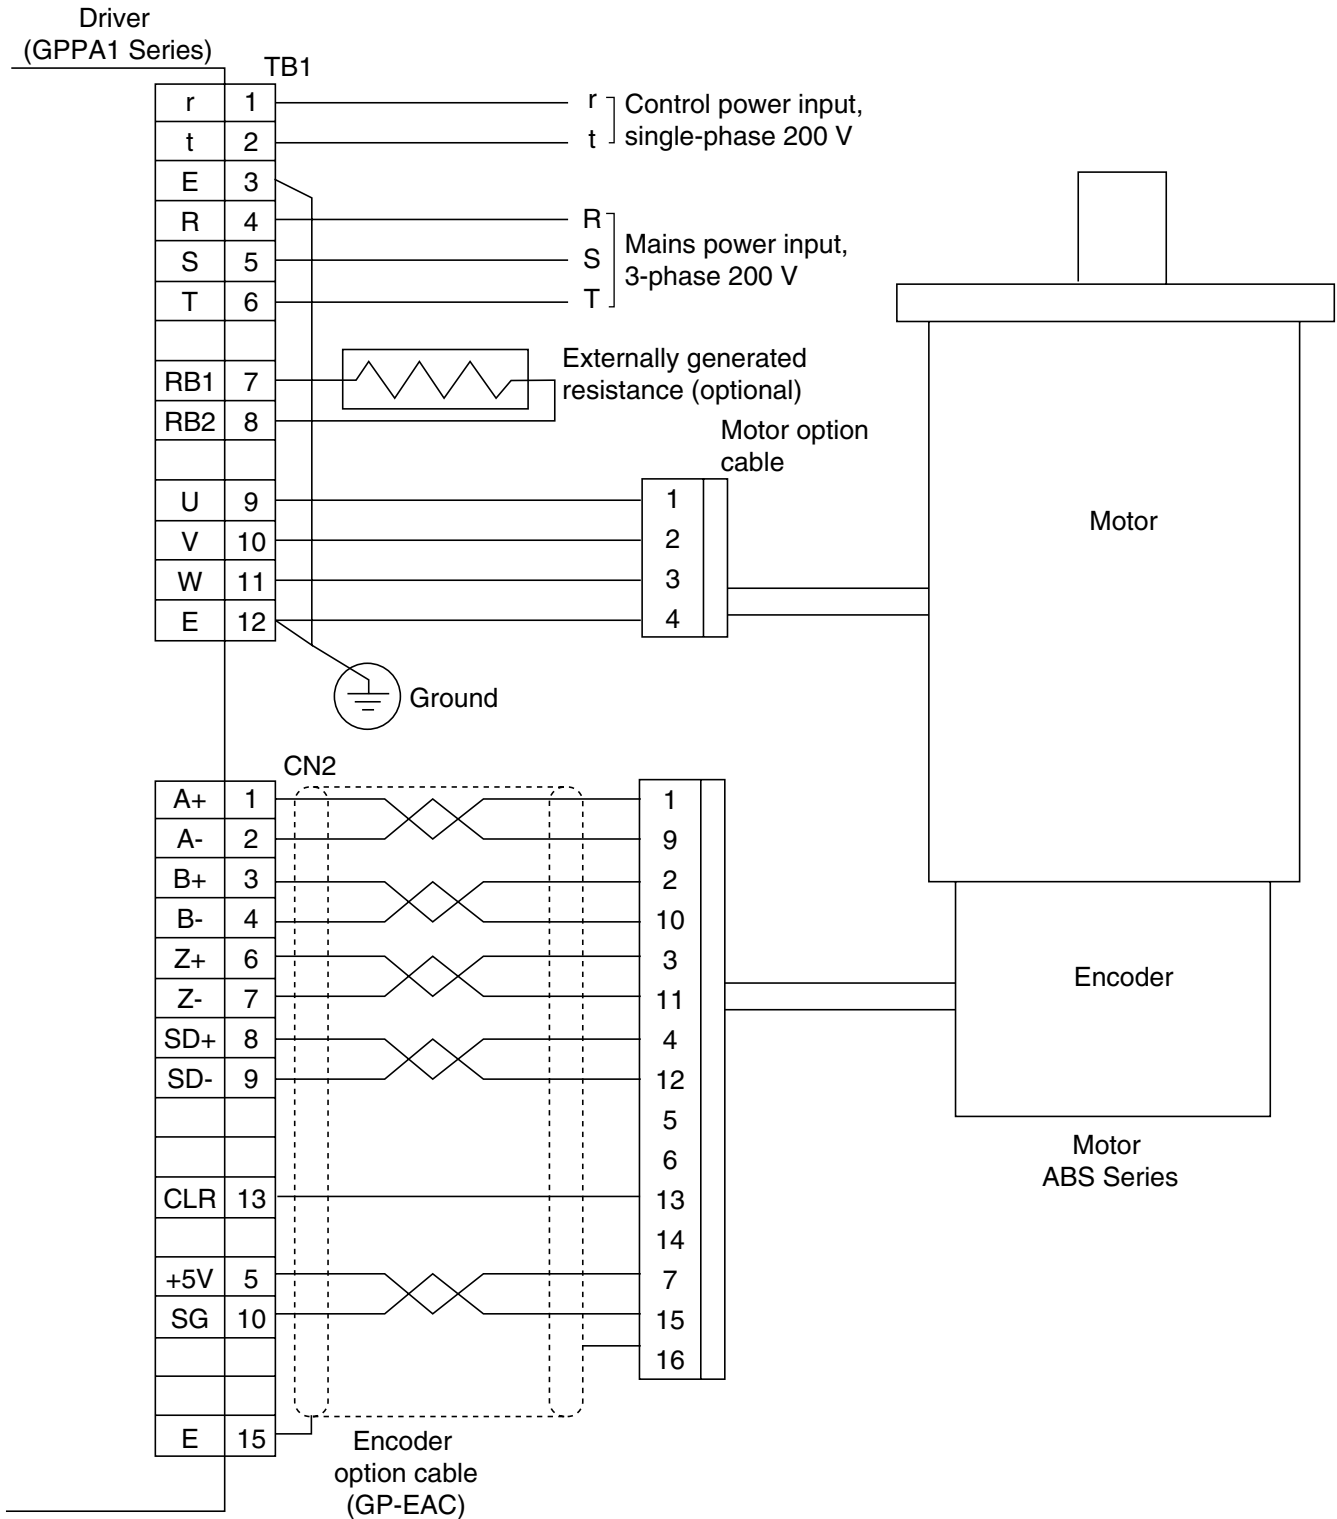 Driver
(GPPA1 Series)
TB1
r 1
t 2
E 3
R 4
S 5
T 6
RB1 7
RB2 8
U 9
V 10
W 11
E 12
r
t
Control power input,
single-phase 200 V
R
S
T
Mains power input,
3-phase 200 V
Externally generated
resistance (optional)
Motor option
cable
1
2
3
4
Motor
Ground
CN2
A+ 1
A- 2
B+ 3
B- 4
Z+ 6
Z- 7
SD+ 8
SD- 9
CLR 13
+5V 5
SG 10
E 15
1
9
2
10
3
11
4
12
5
6
13
14
7
15
16
Encoder
Motor
ABS Series
Encoder
option cable
(GP-EAC)